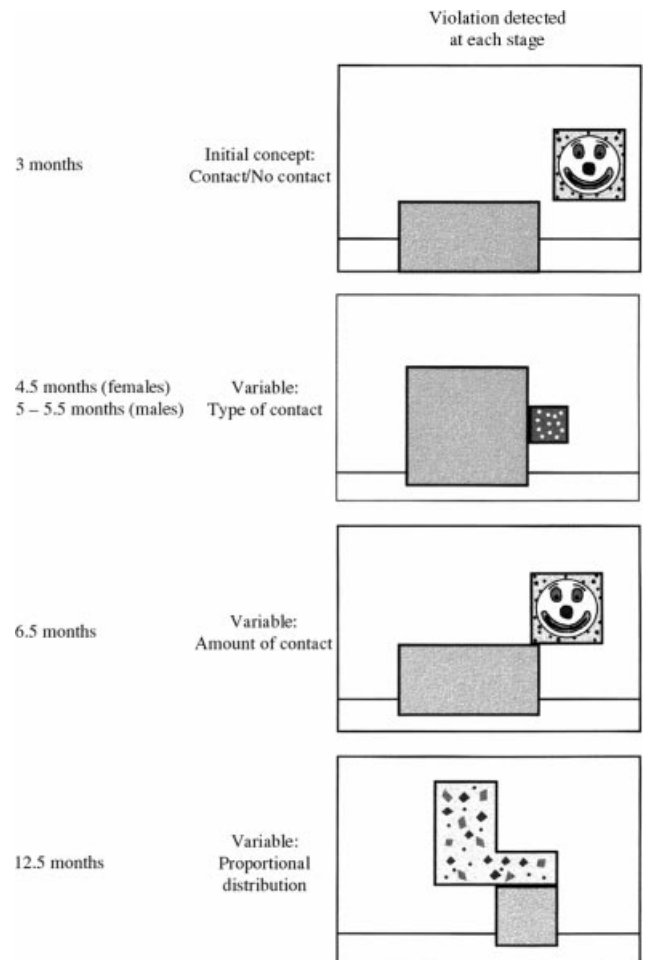 Violation detected
at each stage
3 months
Initial concept:
Contact/No contact
4.5 months (females)
5 – 5.5 months (males)
Variable:
Type of contact
6.5 months
Variable:
Amount of contact
12.5 months
Variable:
Proportional
distribution